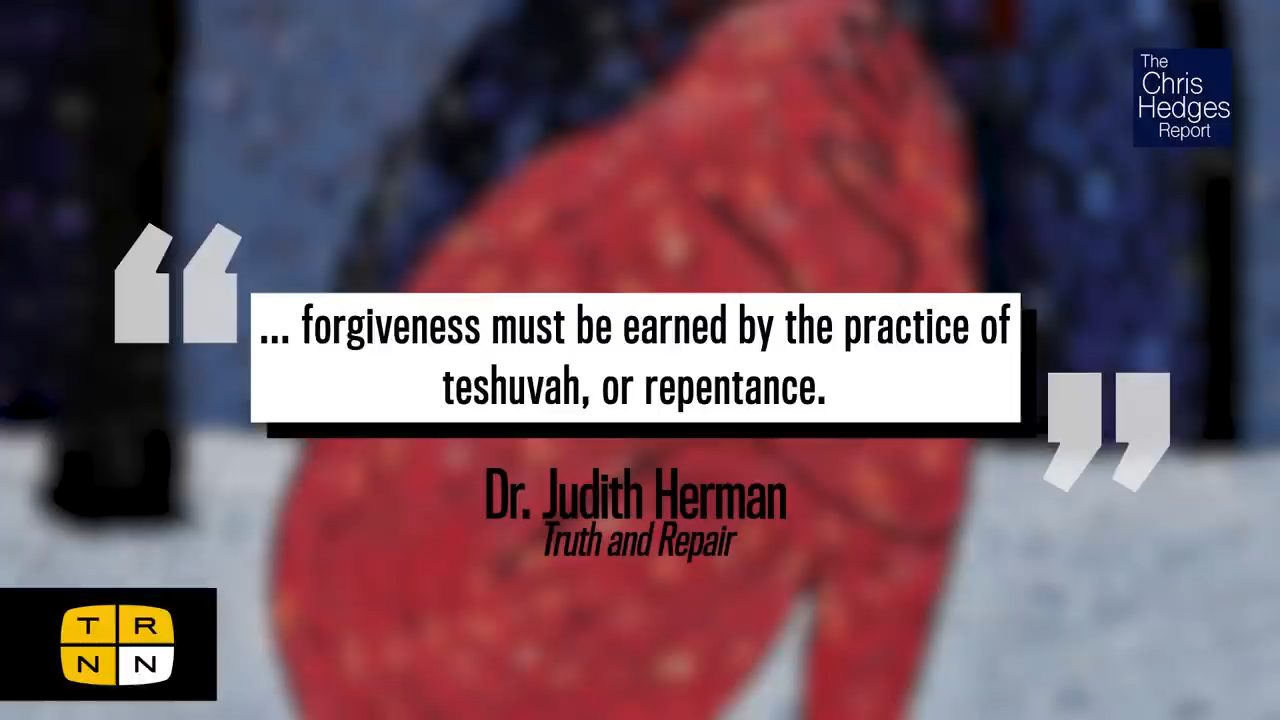 The
Chris
Hedges
Report
... forgiveness must be earned by the practice of
teshuvah, or repentance.
Dr. Judith Herman
Truth and Repair
T R
N N